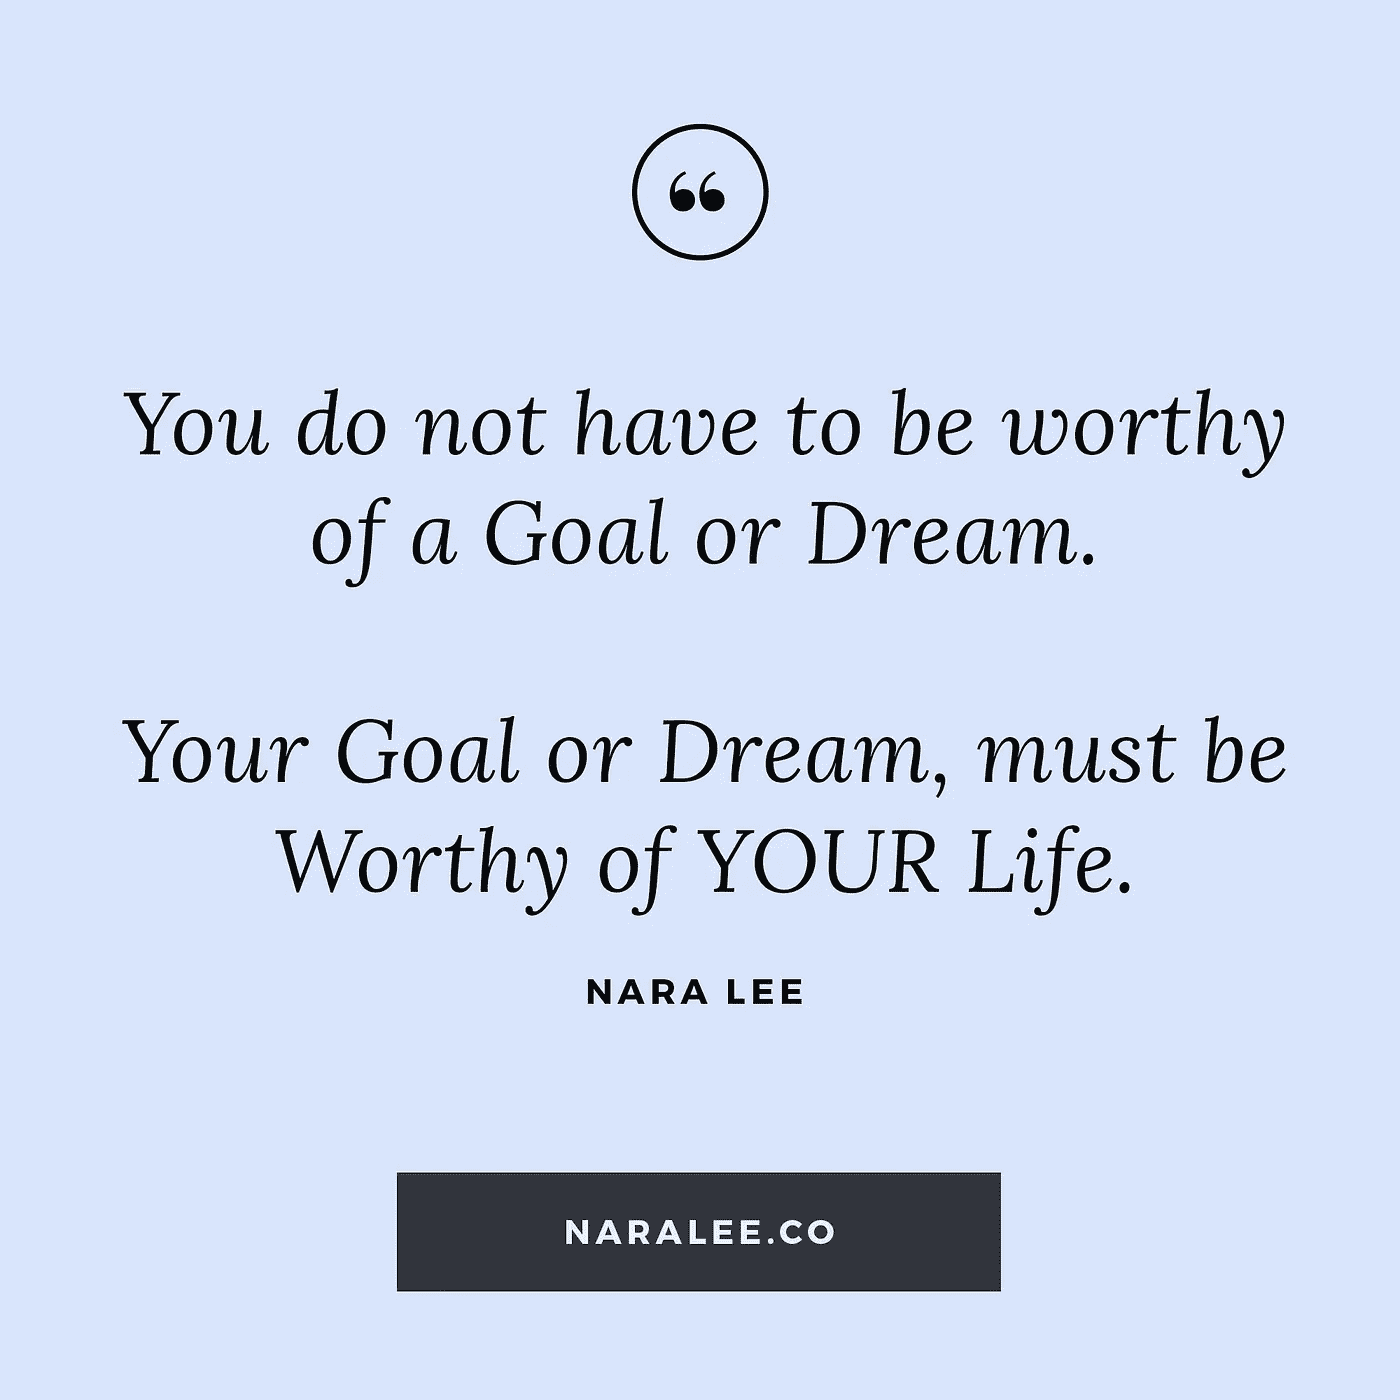 “
You do not have to be worthy
of a Goal or Dream.
Your Goal or Dream, must be
Worthy of YOUR Life.
NARA LEE
NARALEE.CO